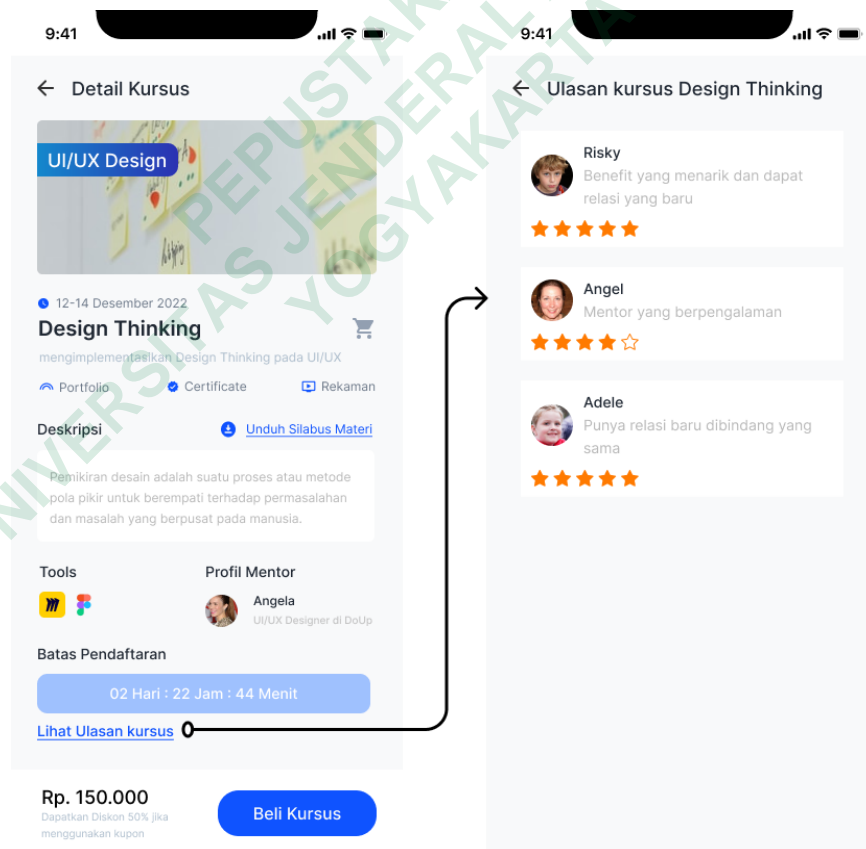 9:41
Detail Kursus
UI/UX Design
12-14 Desember 2022
Design Thinking
mengimplementasikan Design Thinking pada UI/UX
Portfolio
Certificate
Rekaman
Deskripsi
Unduh Silabus Materi
Pemikiran desain adalah suatu proses atau metode
pola pikir untuk berempati terhadap permasalahan
dan masalah yang berpusat pada manusia.
Tools
Profil Mentor
Angela
UI/UX Designer di DoUp
Batas Pendaftaran
02 Hari : 22 Jam : 44 Menit
Lihat Ulasan kursus
Rp. 150.000
Dapatkan Diskon 50% jika
menggunakan kupon
Beli Kursus
9:41
Ulasan kursus Design Thinking
Risky
Benefit yang menarik dan dapat
relasi yang baru
Angel
Mentor yang berpengalaman
Adele
Punya relasi baru dibindang yang
sama
YOGYAKARTA